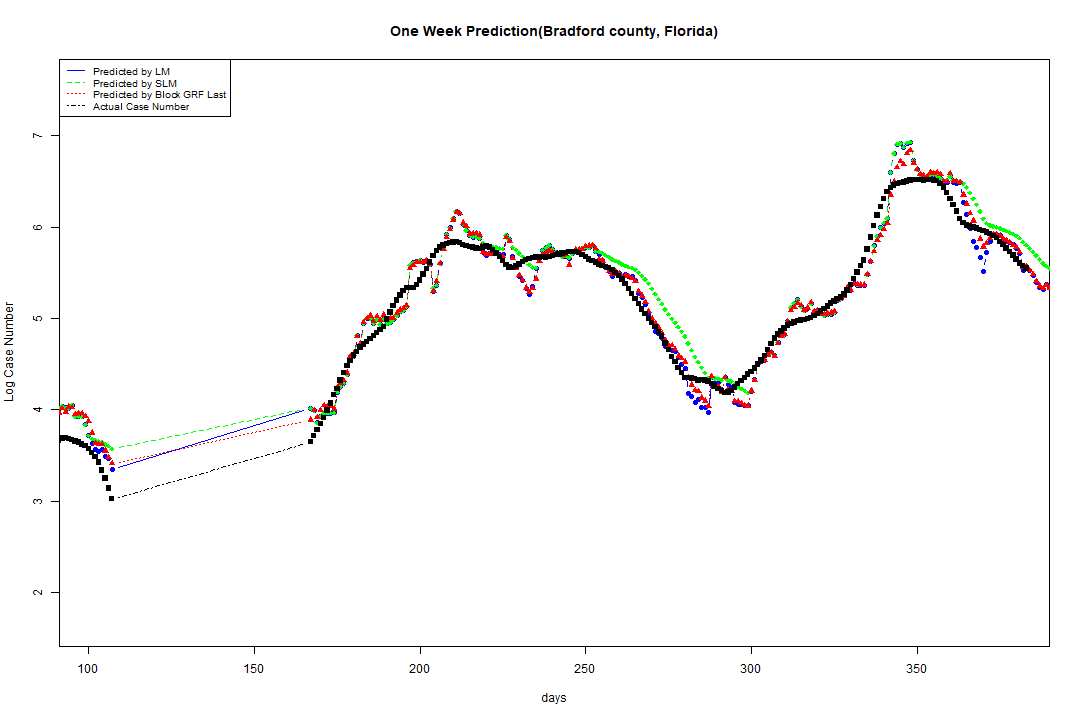 One Week Prediction(Bradford county, Florida)
Predicted by LM
Predicted by SLM
Predicted by Block GRF Last
Actual Case Number
7
6
5
4
3
2
Log Case Number
100 150 200 250 300 350
days